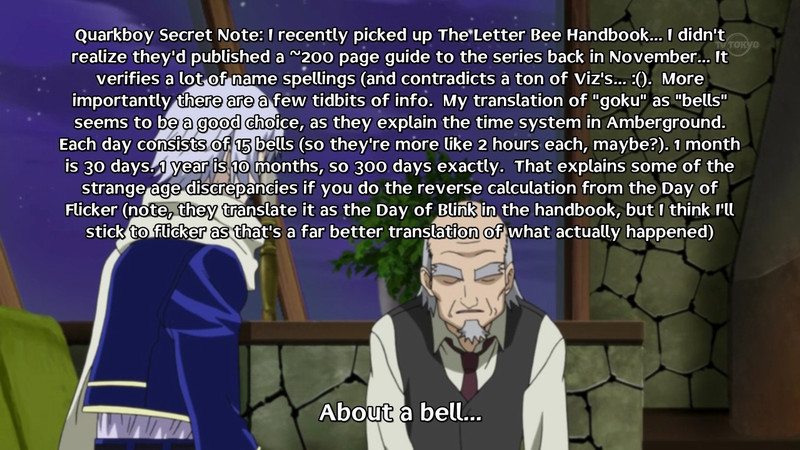 Quarkboy Secret Note: I recently picked up The Letter Bee Handbook... I didn't
realize they'd published a ~200 page guide to the series back in November... It
verifies a lot of name spellings (and contradicts a ton of Viz's... :().  More
importantly there are a few tidbits of info.  My translation of "goku" as "bells"
seems to be a good choice, as they explain the time system in Amberground.
Each day consists of 15 bells (so they're more like 2 hours each, maybe?). 1 month
is 30 days. 1 year is 10 months, so 300 days exactly.  That explains some of the
strange age discrepancies if you do the reverse calculation from the Day of
Flicker (note, they translate it as the Day of Blink in the handbook, but I think I'll
stick to flicker as that's a far better translation of what actually happened)
TV TOKYO
About a bell...